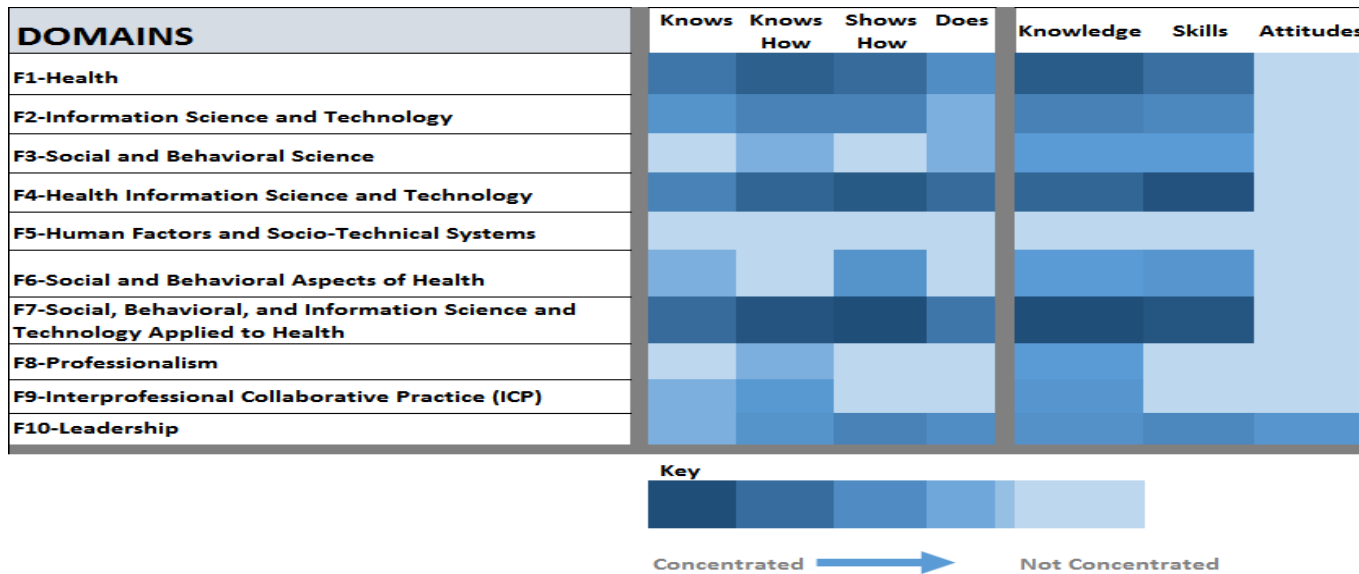 Knows Knows Shows Does
How How
Knowledge Skills Attitudes
DOMAINS
F1-Health
F2-Information Science and Technology
F3-Social and Behavioral Science
F4-Health Information Science and Technology
F5-Human Factors and Socio-Technical Systems
F6-Social and Behavioral Aspects of Health
F7-Social, Behavioral, and Information Science and
Technology Applied to Health
F8-Professionalism
F9-Interprofessional Collaborative Practice (ICP)
F10-Leadership
Key
Concentrated Not Concentrated